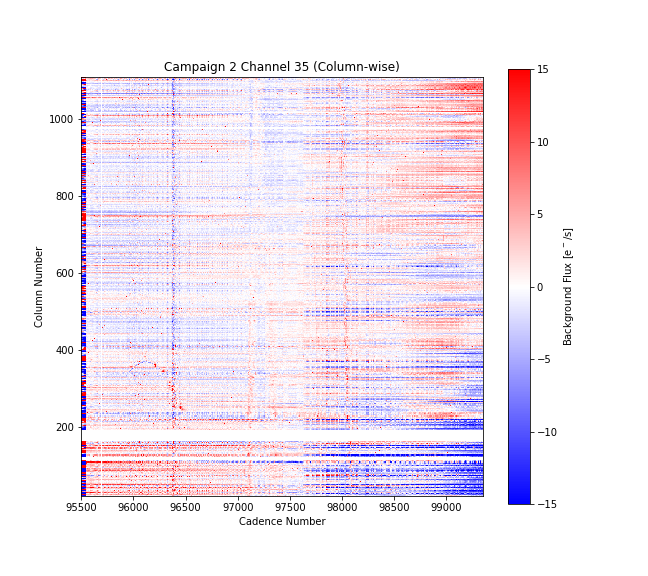 Campaign 2 Channel 35 (Column-wise)
1000
800
600
400
200
Column Number
95500 96000 96500 97000 97500 98000 98500 99000
Cadence Number
15
10
5
0
−5
−10
−15
Background Flux [e⁻/s]